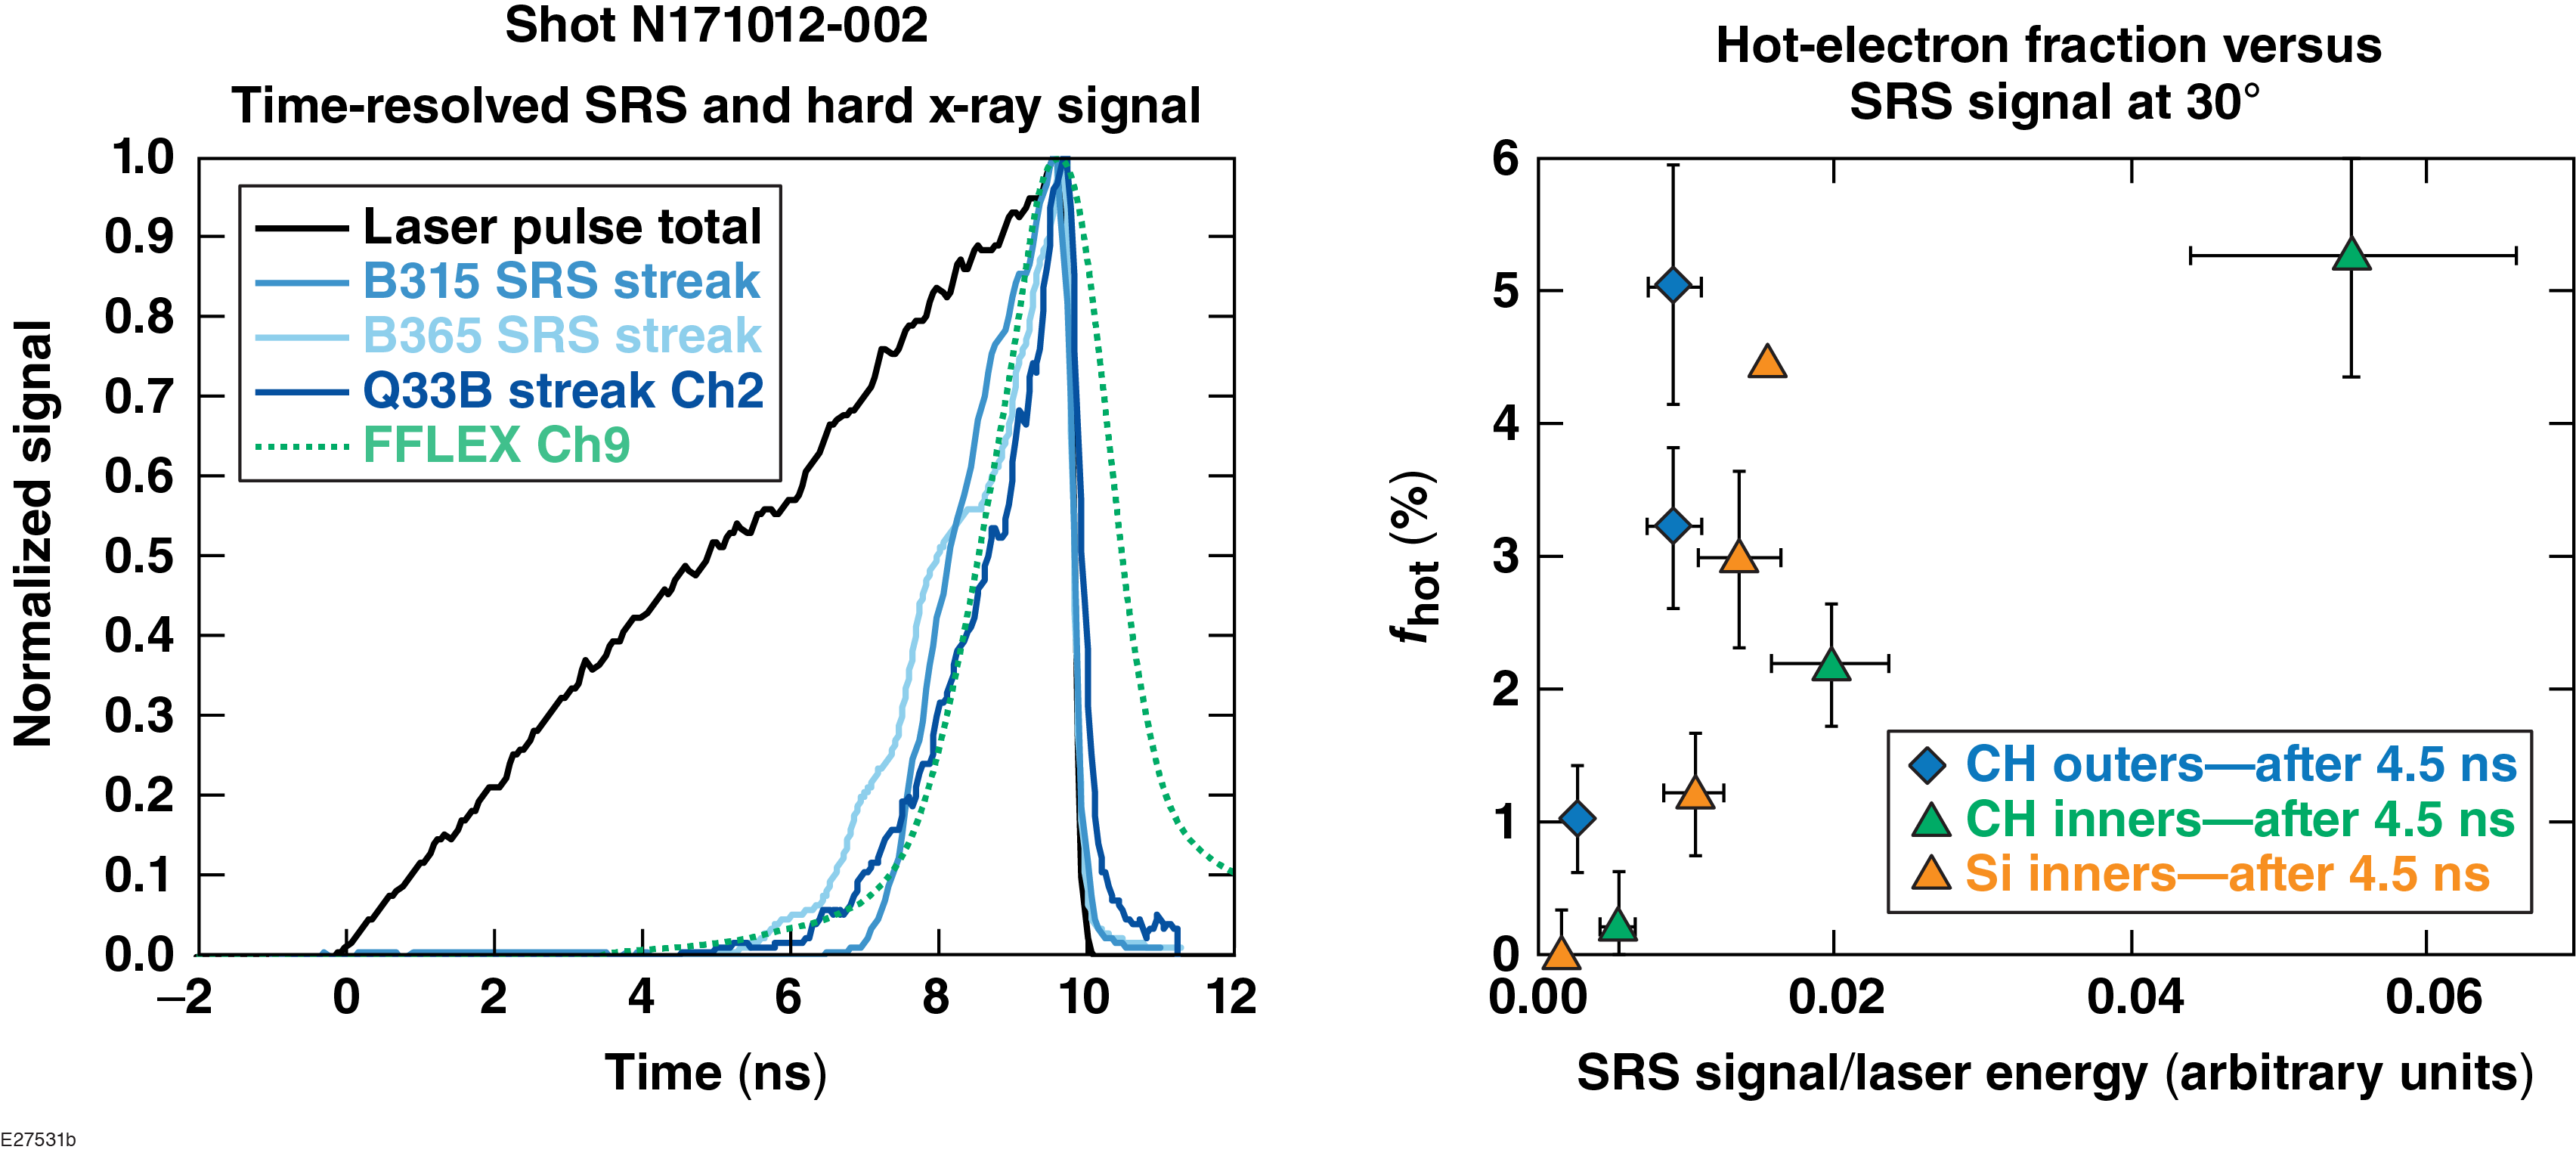 Shot N171012-002
Time-resolved SRS and hard x-ray signal
Normalized signal
1.0
0.9
0.8
0.7
0.6
0.5
0.4
0.3
0.2
0.1
0.0
Laser pulse total
B315 SRS streak
B365 SRS streak
Q33B streak Ch2
FFLEX Ch9
–2 0 2 4 6 8 10 12
Time (ns)
Hot-electron fraction versus
SRS signal at 30°
fhot (%)
6
5
4
3
2
1
0
CH outers—after 4.5 ns
CH inners—after 4.5 ns
Si inners—after 4.5 ns
0.00 0.02 0.04 0.06
SRS signal/laser energy (arbitrary units)
E27531b